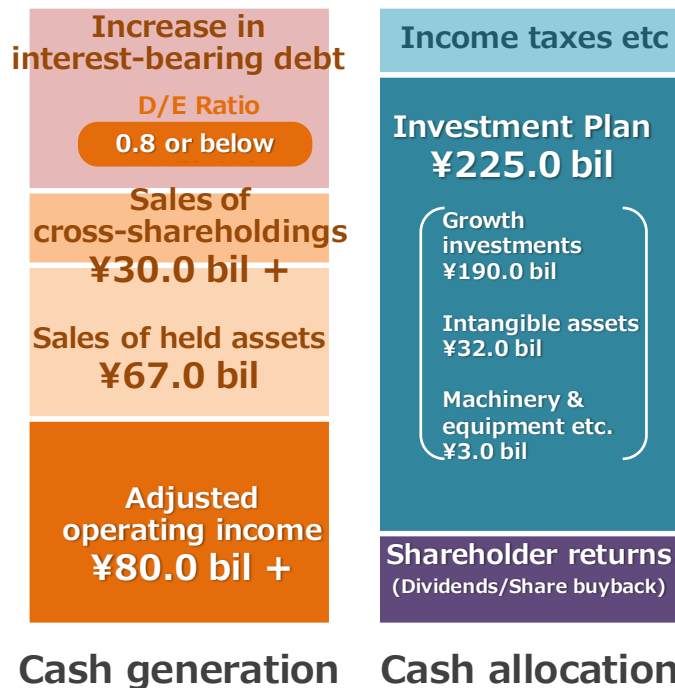 Increase in
interest-bearing debt
D/E Ratio
0.8 or below
Sales of
cross-shareholdings
¥30.0 bil +
Sales of held assets
¥67.0 bil
Adjusted
operating income
¥80.0 bil +
Cash generation
Income taxes etc
Investment Plan
¥225.0 bil
Growth
investments
¥190.0 bil
Intangible assets
¥32.0 bil
Machinery &
equipment etc.
¥3.0 bil
Shareholder returns
(Dividends/Share buyback)
Cash allocation